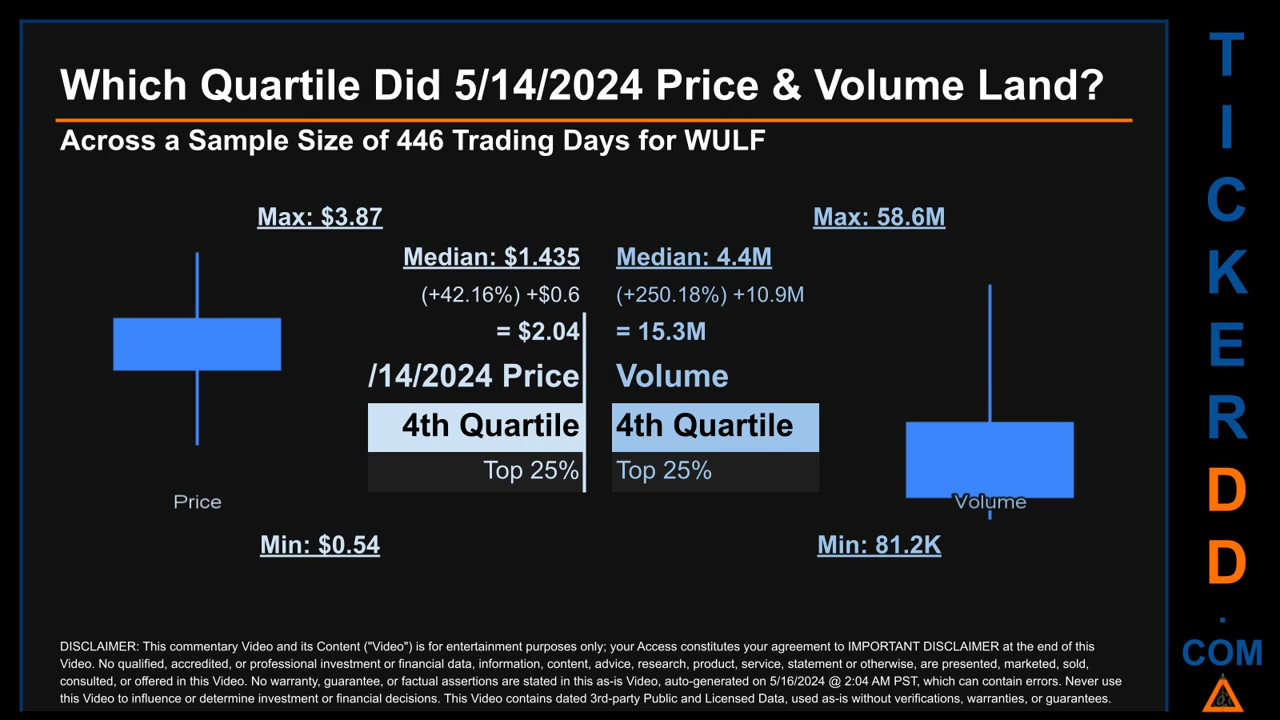 Which Quartile Did 5/14/2024 Price & Volume Land?
Across a Sample Size of 446 Trading Days for WULF
Max: $3.87
Median: $1.435
(+42.16%) +$0.6
= $2.04
/14/2024 Price
4th Quartile
Top 25%
Price
Min: $0.54
Max: 58.6M
Median: 4.4M
(+250.18%) +10.9M
= 15.3M
Volume
4th Quartile
Top 25%
Volume
Min: 81.2K
DISCLAIMER: This commentary Video and its Content ("Video") is for entertainment purposes only; your Access constitutes your agreement to IMPORTANT DISCLAIMER at the end of this
Video. No qualified, accredited, or professional investment or financial data, information, content, advice, research, product, service, statement or otherwise, are presented, marketed, sold,
consulted, or offered in this Video. No warranty, guarantee, or factual assertions are stated in this as-is Video, auto-generated on 5/16/2024 @ 2:04 AM PST, which can contain errors. Never use
this Video to influence or determine investment or financial decisions. This Video contains dated 3rd-party Public and Licensed Data, used as-is without verifications, warranties, or guarantees.
T
I
C
K
E
R
D
D
.
COM